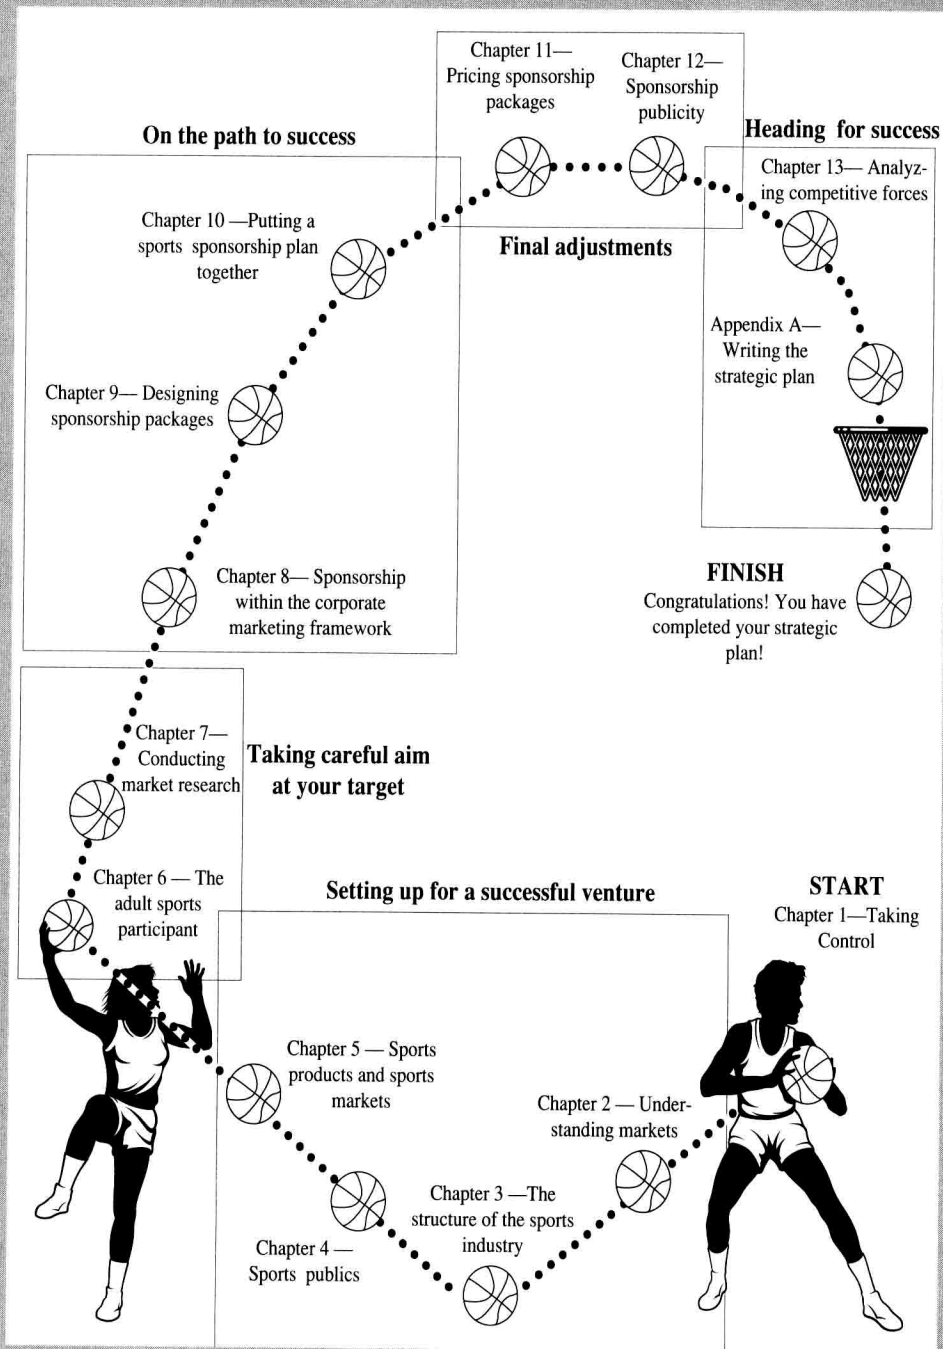 START
Chapter 1—Taking
Control
Setting up for a successful venture
Chapter 2 — Under-
standing markets
Chapter 3 —The
structure of the sports
industry
Chapter 4 —
Sports publics
Chapter 5 — Sports
products and sports
markets
Taking careful aim
at your target
Chapter 6 — The
adult sports
participant
Chapter 7—
Conducting
market research
On the path to success
Chapter 8— Sponsorship
within the corporate
marketing framework
Chapter 9— Designing
sponsorship packages
Chapter 10 —Putting a
sports sponsorship plan
together
Final adjustments
Chapter 11—
Pricing sponsorship
packages
Chapter 12—
Sponsorship
publicity
Heading for success
Chapter 13— Analyz-
ing competitive forces
Appendix A—
Writing the
strategic plan
FINISH
Congratulations! You have
completed your strategic
plan!